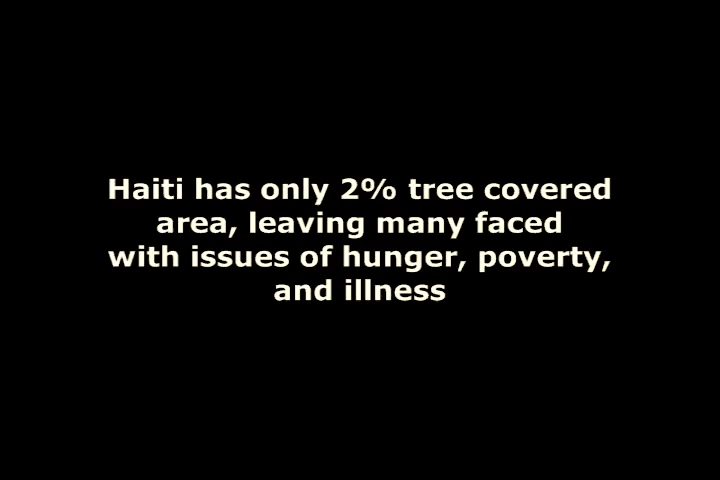 Haiti has only 2% tree covered
area, leaving many faced
with issues of hunger, poverty,
and illness